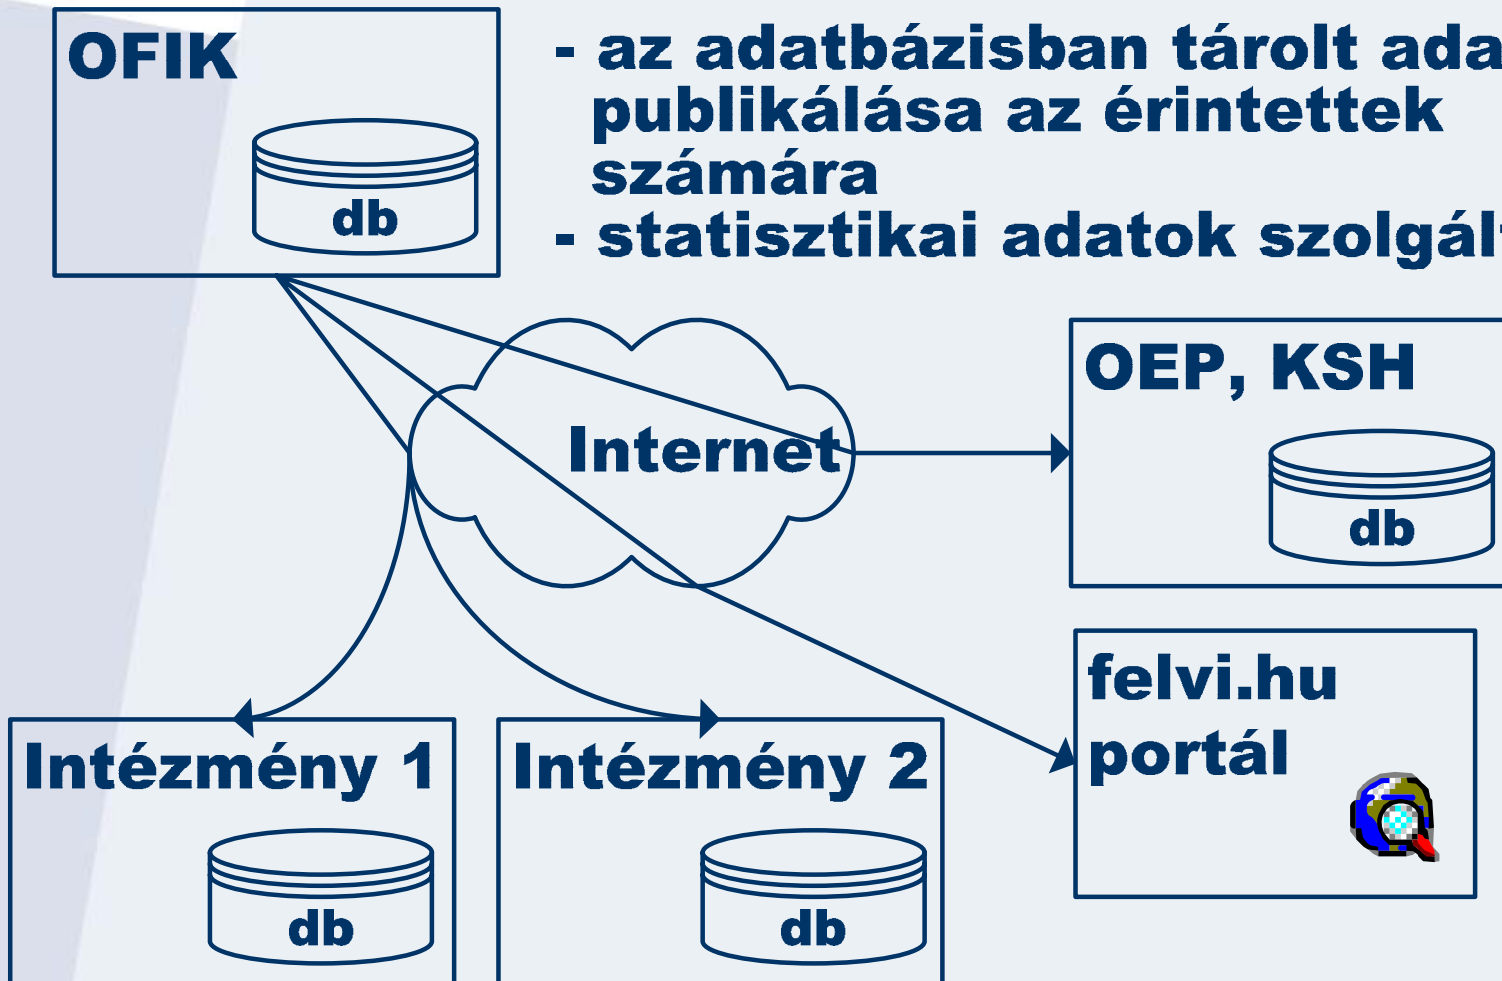 OFIK
db
- az adatbázisban tárolt ada
publikálása az érintettek
számára
- statisztikai adatok szolgált
Internet
OEP, KSH
db
felvi.hu
portál
Intézmény 1
db
Intézmény 2
db